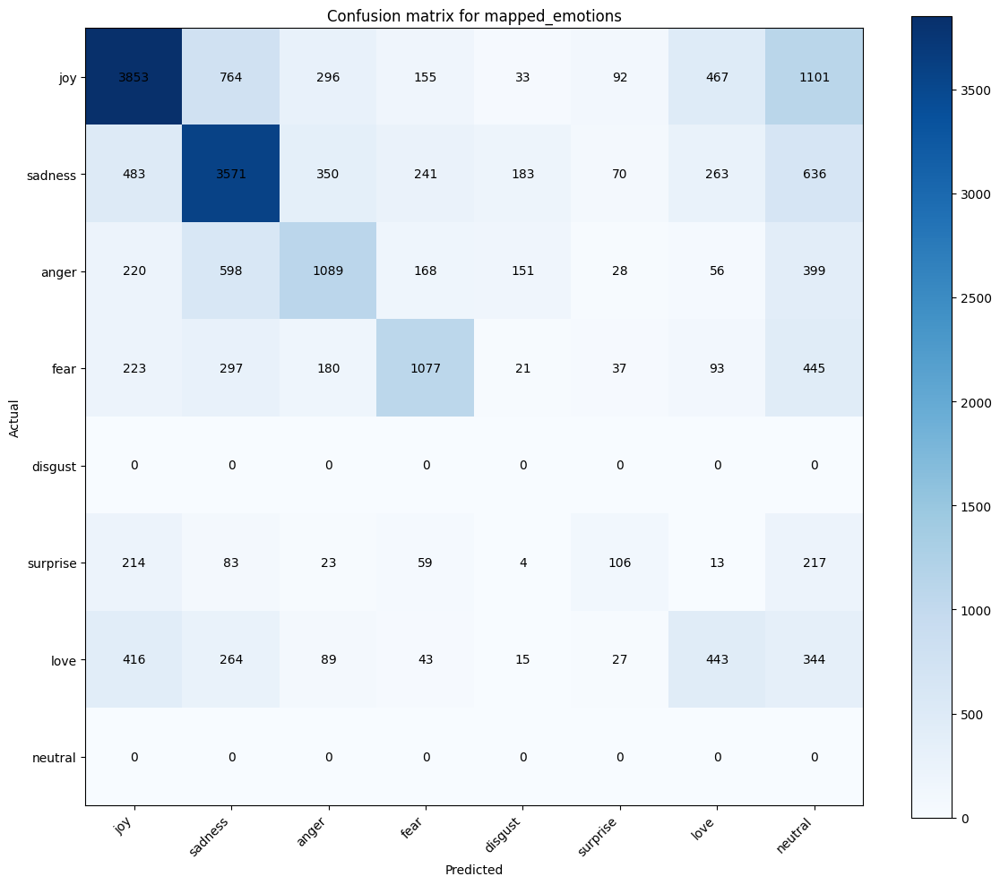 Confusion matrix for mapped_emotions
joy 3853 764 296 155 33 92 467 1101
sadness 483 3571 350 241 183 70 263 636
anger 220 598 1089 168 151 28 56 399
fear 223 297 180 1077 21 37 93 445
disgust 0 0 0 0 0 0 0 0
surprise 214 83 23 59 4 106 13 217
love 416 264 89 43 15 27 443 344
neutral 0 0 0 0 0 0 0 0
Actual
joy sadness anger fear disgust surprise love neutral
Predicted
3500
3000
2500
2000
1500
1000
500
0